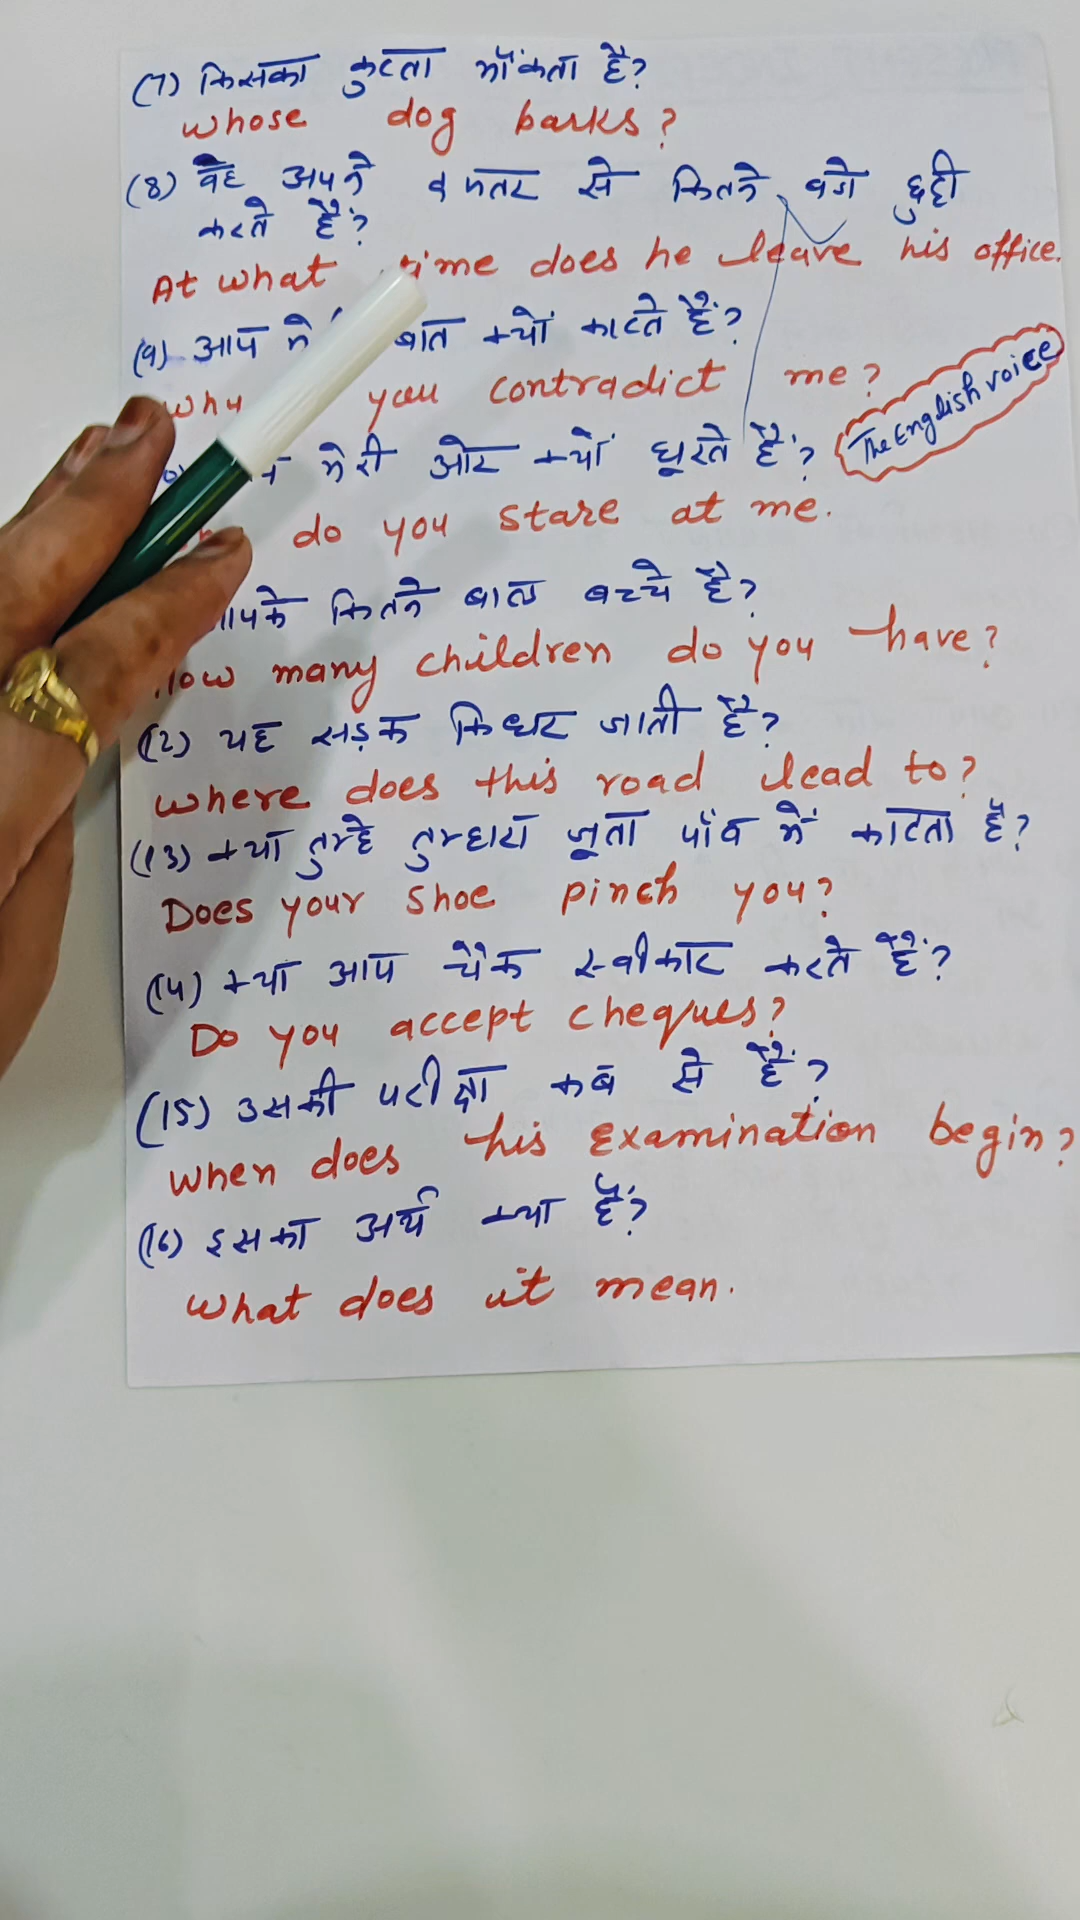 (7) किसका कुत्ता भौंकता है?
whose dog barks?
(8) वह अपने दफ्तर से कितने बजे छुट्टी
करते हैं?
At what time does he leave his office.
(9) आप मे बात क्यों काटते हैं?
Why you contradict me?
The English voice
मेरी ओर क्यों घूरते हैं?
do you stare at me.
आपके कितने बाल बच्चे है?
How many children do you have?
(12) यह सड़क किधर जाती है?
Where does this road lead to?
(13) क्या तुम्हे तुम्हारा जूता पाँव में काटता है?
Does your shoe pinch you?
(14) क्या आप चैक स्वीकार करते हैं?
Do you accept cheques?
(15) उसकी परीक्षा कब से हैं?
When does his Examination begin?
(16) इसका अर्थ क्या हैं?
What does it mean.